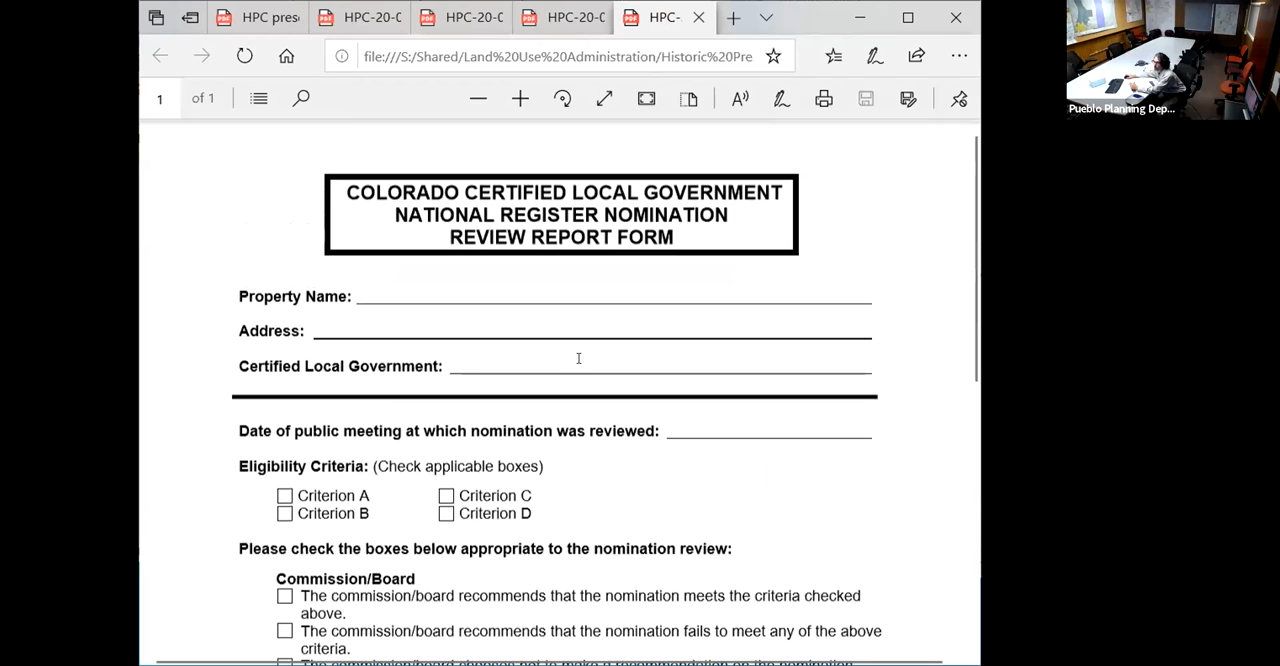 HPC pres
HPC-20-0
HPC-20-0
HPC-20-0
HPC-
file:///S:/Shared/Land%20Use%20Administration/Historic%20Pre
1 of 1
COLORADO CERTIFIED LOCAL GOVERNMENT
NATIONAL REGISTER NOMINATION
REVIEW REPORT FORM
Property Name:
Address:
Certified Local Government:
Date of public meeting at which nomination was reviewed:
Eligibility Criteria: (Check applicable boxes)
Criterion A Criterion C
Criterion B Criterion D
Please check the boxes below appropriate to the nomination review:
Commission/Board
The commission/board recommends that the nomination meets the criteria checked
above.
The commission/board recommends that the nomination fails to meet any of the above
criteria.
Pueblo Planning Dep...